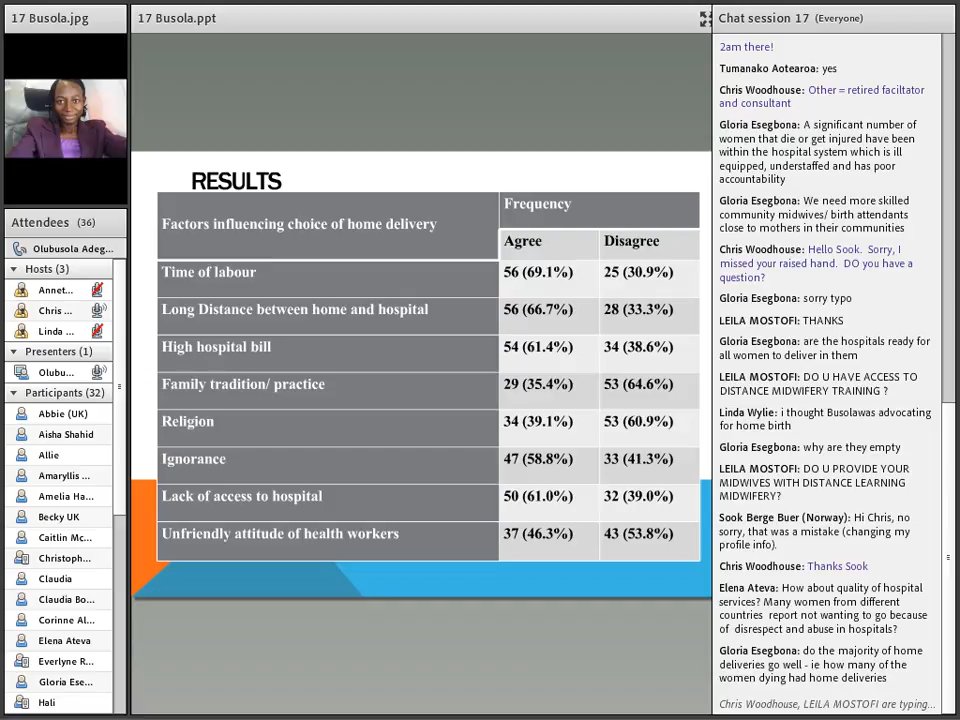 17 Busola.jpg
17 Busola.ppt
Chat session 17 (Everyone)
Attendees (36)
Olubusola Adeg...
Hosts (3)
Annet...
Chris ...
Linda ...
Presenters (1)
Olubu...
Participants (32)
Abbie (UK)
Aisha Shahid
Allie
Amaryllis ...
Amelia Ha...
Becky UK
Caitlin Mc...
Christoph...
Claudia
Claudia Bo...
Corinne Al...
Elena Ateva
Everlyne R...
Gloria Ese...
Hali
RESULTS
Factors influencing choice of home delivery
Frequency
Agree Disagree
Time of labour 56 (69.1%) 25 (30.9%)
Long Distance between home and hospital 56 (66.7%) 28 (33.3%)
High hospital bill 54 (61.4%) 34 (38.6%)
Family tradition/ practice 29 (35.4%) 53 (64.6%)
Religion 34 (39.1%) 53 (60.9%)
Ignorance 47 (58.8%) 33 (41.3%)
Lack of access to hospital 50 (61.0%) 32 (39.0%)
Unfriendly attitude of health workers 37 (46.3%) 43 (53.8%)
2am there!
Tumanako Aotearoa: yes
Chris Woodhouse: Other = retired faciltator
and consultant
Gloria Esegbona: A significant number of
women that die or get injured have been
within the hospital system which is ill
equipped, understaffed and has poor
accountability
Gloria Esegbona: We need more skilled
community midwives/ birth attendants
close to mothers in their communities
Chris Woodhouse: Hello Sook. Sorry, I
missed your raised hand. DO you have a
question?
Gloria Esegbona: sorry typo
LEILA MOSTOFI: THANKS
Gloria Esegbona: are the hospitals ready for
all women to deliver in them
LEILA MOSTOFI: DO U HAVE ACCESS TO
DISTANCE MIDWIFERY TRAINING ?
Linda Wylie: i thought Busolawas advocating
for home birth
Gloria Esegbona: why are they empty
LEILA MOSTOFI: DO U PROVIDE YOUR
MIDWIVES WITH DISTANCE LEARNING
MIDWIFERY?
Sook Berge Buer (Norway): Hi Chris, no
sorry, that was a mistake (changing my
profile info).
Chris Woodhouse: Thanks Sook
Elena Ateva: How about quality of hospital
services? Many women from different
countries report not wanting to go because
of disrespect and abuse in hospitals?
Gloria Esegbona: do the majority of home
deliveries go well - ie how many of the
women dying had home deliveries
Chris Woodhouse, LEILA MOSTOFI are typing...